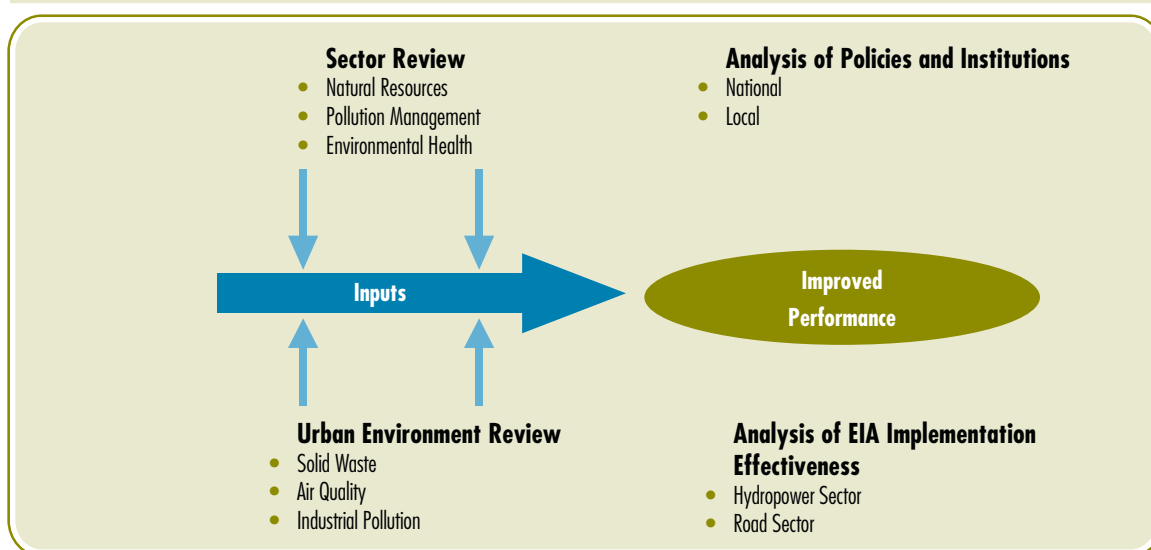 Sector Review
• Natural Resources
• Pollution Management
• Environmental Health
Analysis of Policies and Institutions
• National
• Local
Inputs
Improved
Performance
Urban Environment Review
• Solid Waste
• Air Quality
• Industrial Pollution
Analysis of EIA Implementation
Effectiveness
• Hydropower Sector
• Road Sector